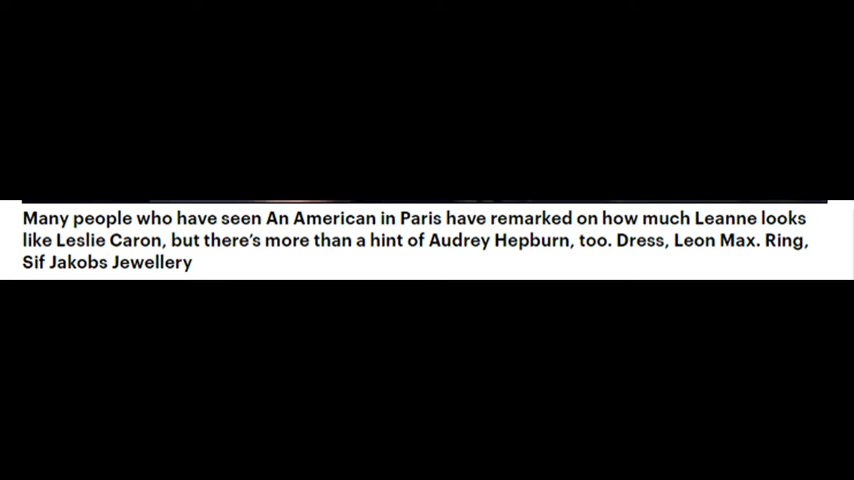 Many people who have seen An American in Paris have remarked on how much Leanne looks
like Leslie Caron, but there's more than a hint of Audrey Hepburn, too. Dress, Leon Max. Ring,
Sif Jakobs Jewellery